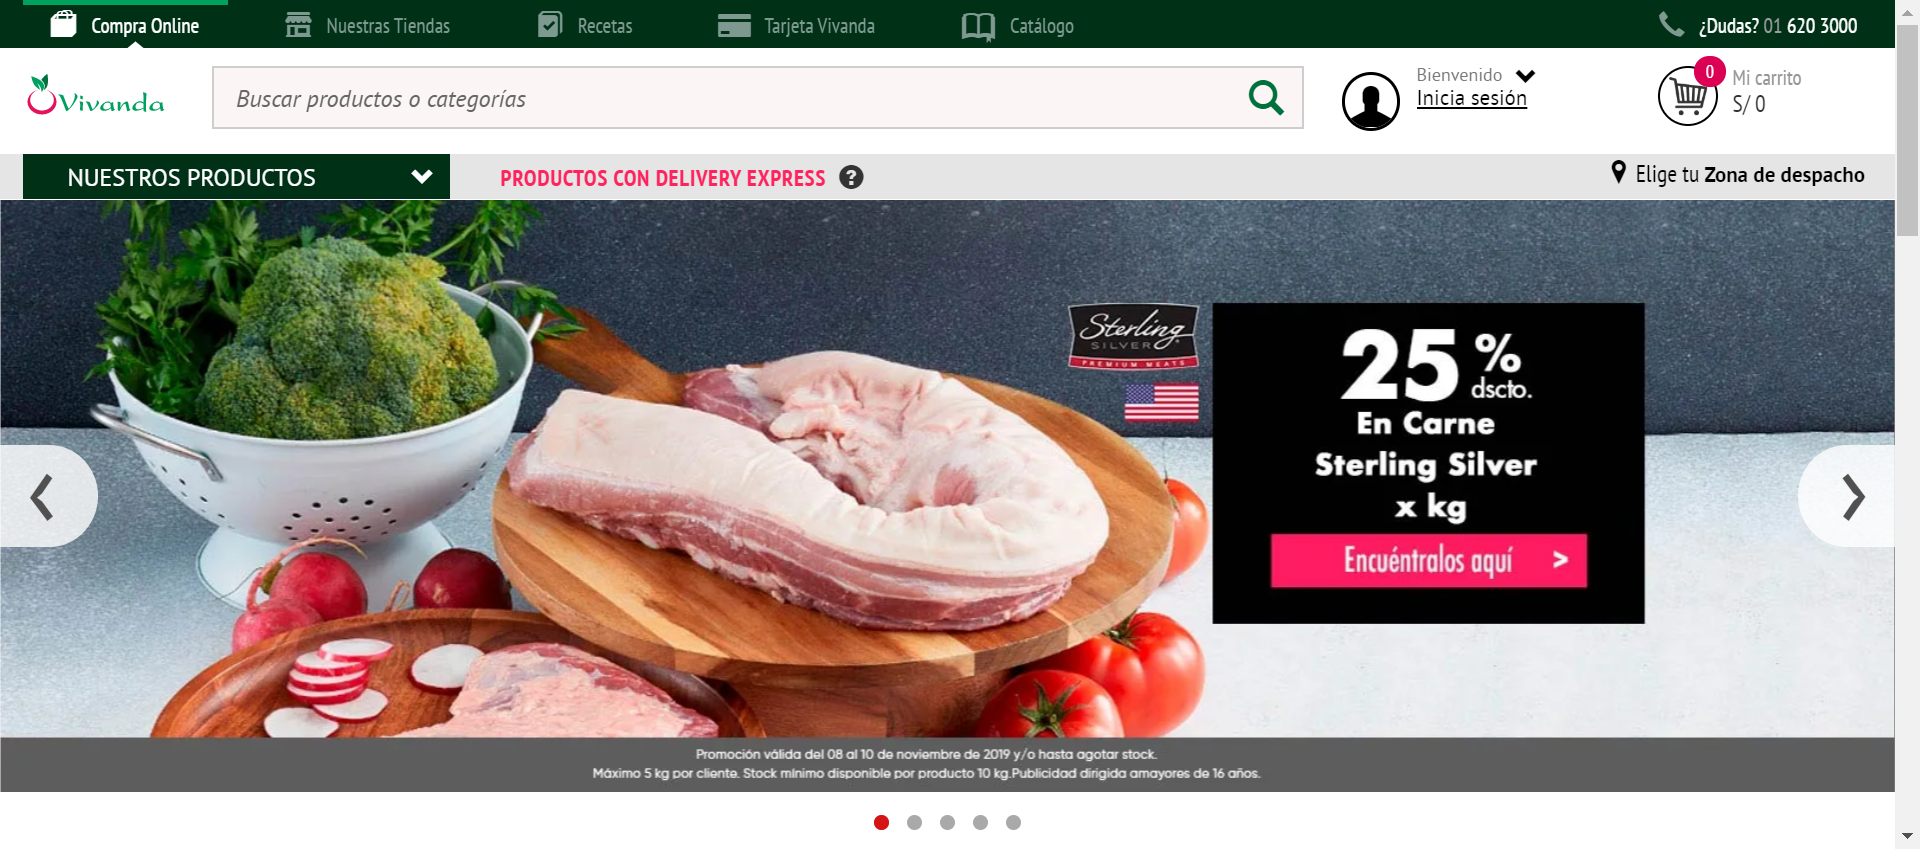 Compra Online
Nuestras Tiendas
Recetas
Tarjeta Vivanda
Catálogo
¿Dudas? 01 620 3000
Vivanda
Buscar productos o categorías
Bienvenido
Inicia sesión
0
Mi carrito
S/ 0
NUESTROS PRODUCTOS
PRODUCTOS CON DELIVERY EXPRESS ?
Elige tu Zona de despacho
Sterling
SILVER
PREMIUM MEATS
25 %
dscto.
En Carne
Sterling Silver
x kg
Encuéntralos aquí >
Promoción válida del 08 al 10 de noviembre de 2019 y/o hasta agotar stock.
Máximo 5 kg por cliente. Stock mínimo disponible por producto 10 kg.Publicidad dirigida amayores de 16 años.